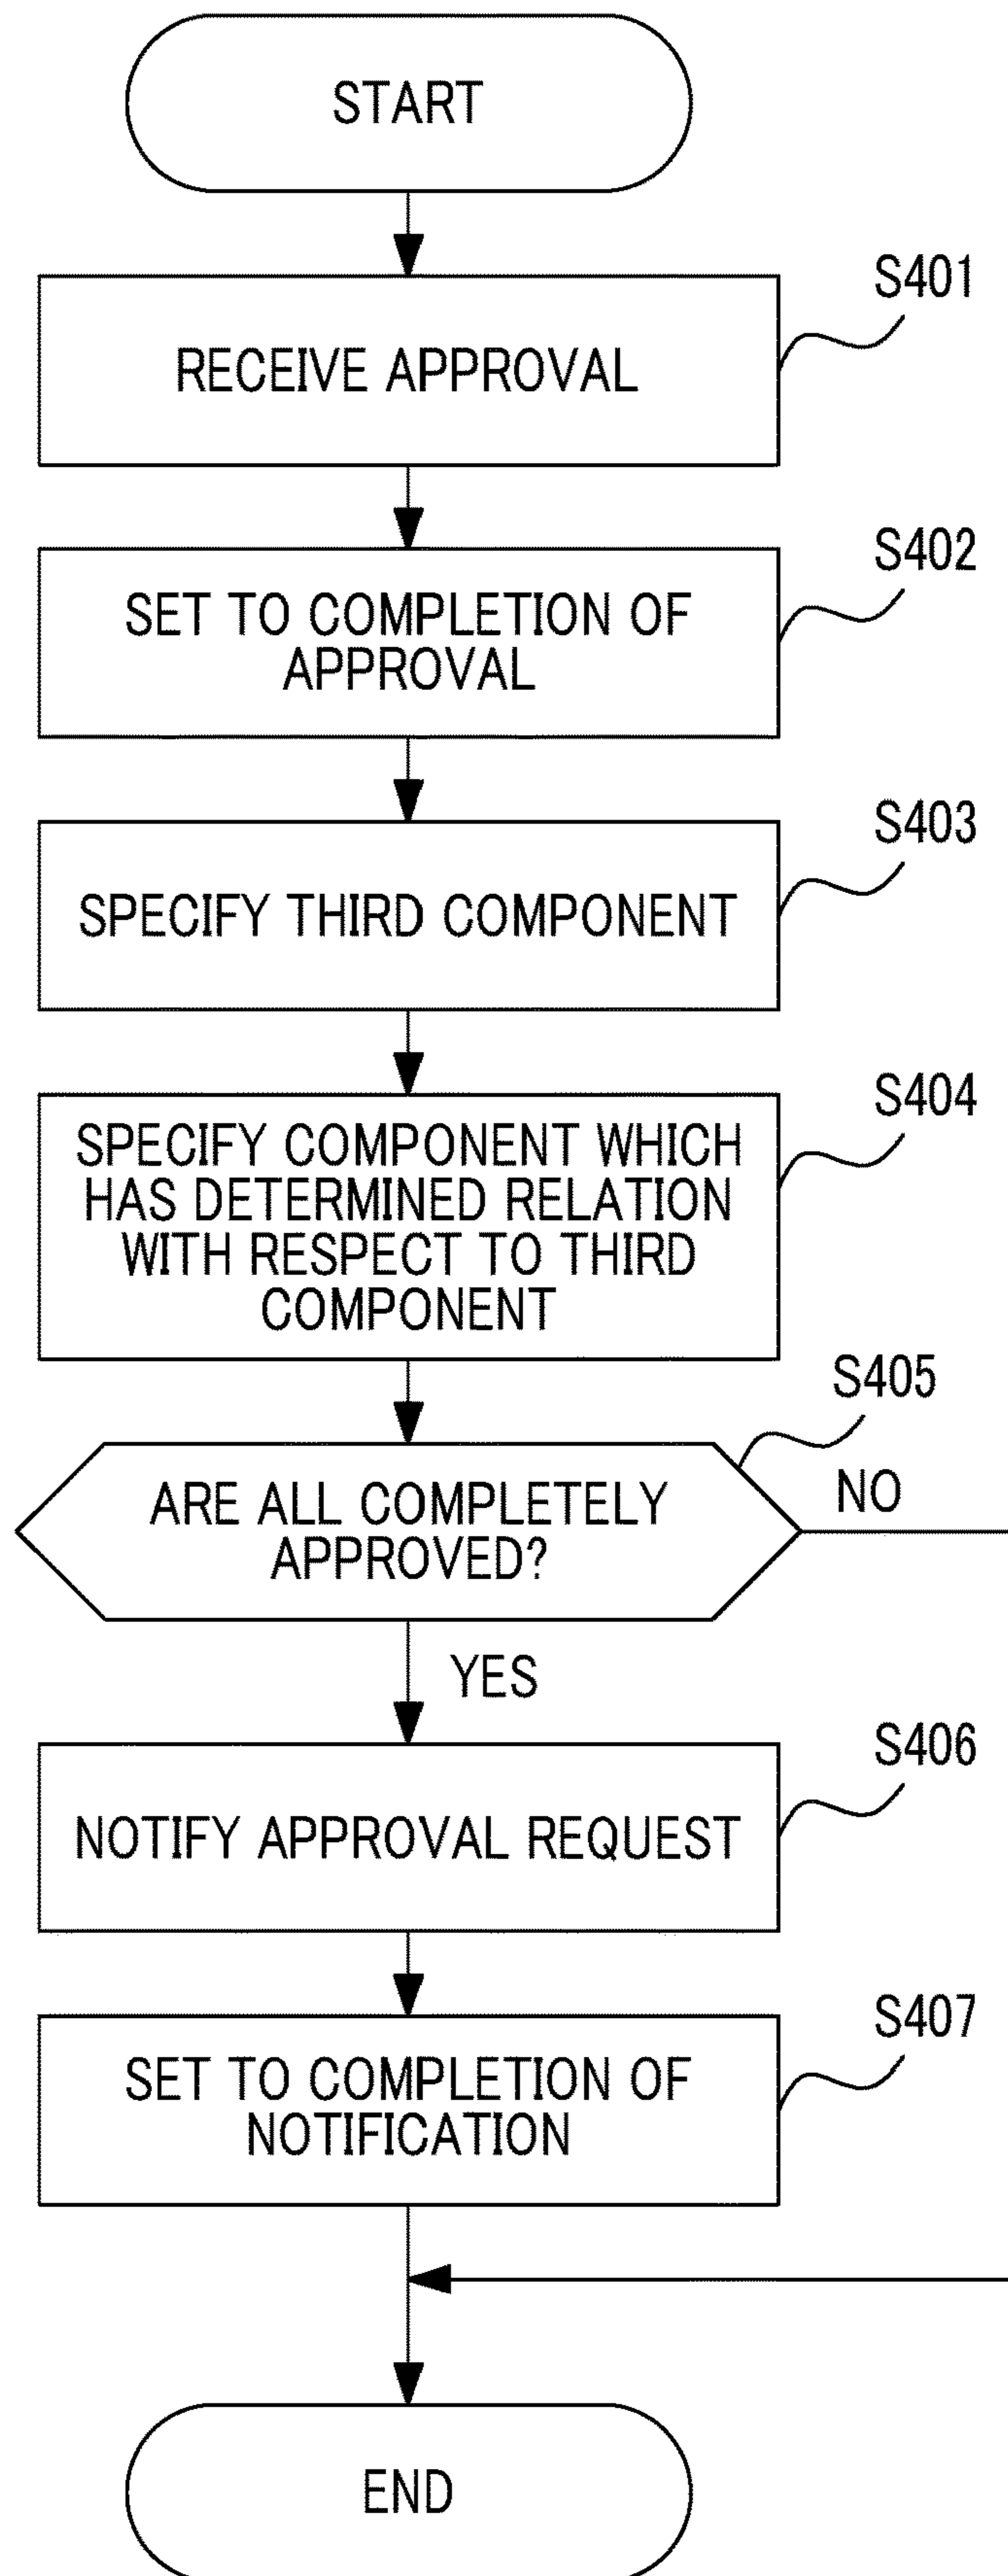 START
S401
RECEIVE APPROVAL
S402
SET TO COMPLETION OF
APPROVAL
S403
SPECIFY THIRD COMPONENT
S404
SPECIFY COMPONENT WHICH
HAS DETERMINED RELATION
WITH RESPECT TO THIRD
COMPONENT
S405
ARE ALL COMPLETELY
APPROVED?
NO
YES
S406
NOTIFY APPROVAL REQUEST
S407
SET TO COMPLETION OF
NOTIFICATION
END